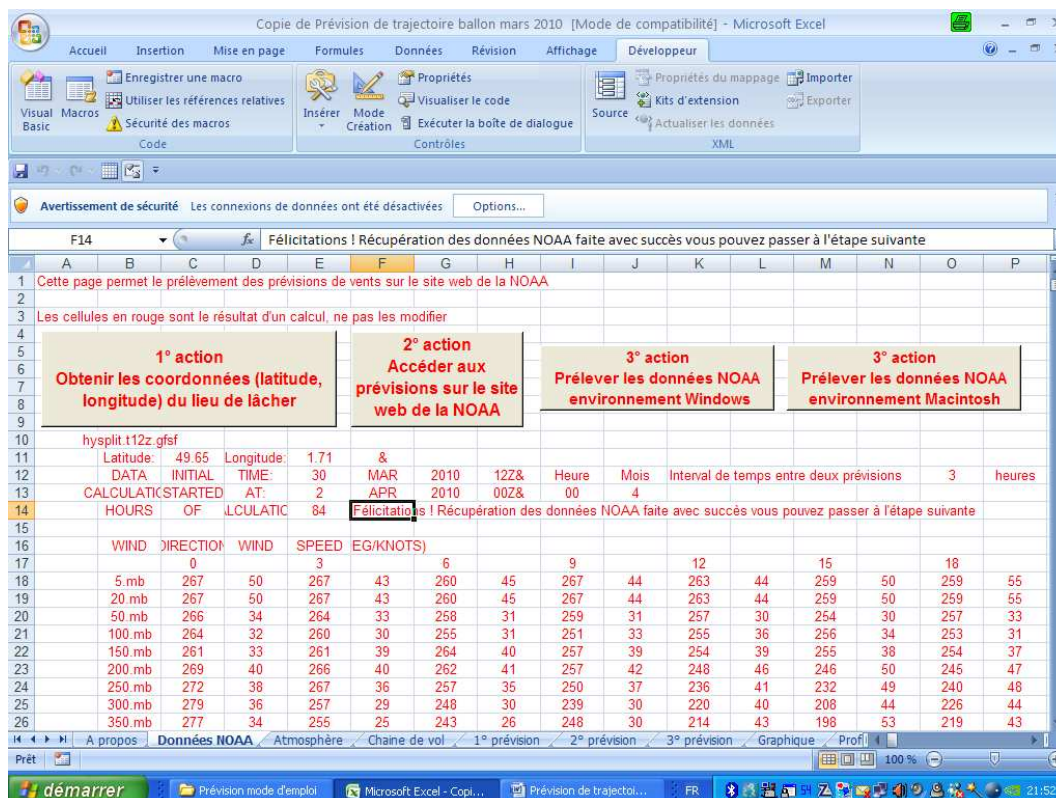 Copie de Prévision de trajectoire ballon mars 2010 [Mode de compatibilité] - Microsoft Excel
Accueil Insertion Mise en page Formules Données Révision Affichage Développeur
Visual Basic
Macros
Enregistrer une macro
Utiliser les références relatives
Sécurité des macros
Code
Insérer
Mode Création
Propriétés
Visualiser le code
Exécuter la boîte de dialogue
Contrôles
Source
Propriétés du mappage
Kits d'extension
Actualiser les données
Importer
Exporter
XML
Avertissement de sécurité Les connexions de données ont été désactivées Options...
F14 fx Félicitations ! Récupération des données NOAA faite avec succès vous pouvez passer à l'étape suivante
A B C D E F G H I J K L M N O P
1 Cette page permet le prélèvement des prévisions de vents sur le site web de la NOAA
2
3 Les cellules en rouge sont le résultat d'un calcul, ne pas les modifier
4
5
6
7
8
9
1° action
Obtenir les coordonnées (latitude,
longitude) du lieu de lâcher
2° action
Accéder aux
prévisions sur le site
web de la NOAA
3° action
Prélever les données NOAA
environnement Windows
3° action
Prélever les données NOAA
environnement Macintosh
10 hysplit.t12z.gfsf
11 Latitude: 49.65 Longitude: 1.71 &
12 DATA INITIAL TIME: 30 MAR 2010 12Z& Heure Mois Interval de temps entre deux prévisions 3 heures
13 CALCULATIC STARTED AT: 2 APR 2010 00Z& 00 4
14 HOURS OF LCULATIC 84 Félicitations ! Récupération des données NOAA faite avec succès vous pouvez passer à l'étape suivante
15
16 WIND DIRECTION WIND SPEED EG/KNOTS)
17 0 3 6 9 12 15 18
18 5.mb 267 50 267 43 260 45 267 44 263 44 259 50 259 55
19 20.mb 267 50 267 43 260 45 267 44 263 44 259 50 259 55
20 50.mb 266 34 264 33 258 31 259 31 257 30 254 30 257 33
21 100.mb 264 32 260 30 255 31 251 33 255 36 256 34 253 31
22 150.mb 261 33 261 39 264 40 257 39 254 39 255 38 254 37
23 200.mb 269 40 266 40 262 41 257 42 248 46 246 50 245 47
24 250.mb 272 38 267 36 257 35 250 37 236 41 232 49 240 48
25 300.mb 279 36 257 29 248 30 239 30 220 40 208 44 226 44
26 350.mb 277 34 255 25 243 26 248 30 214 43 198 53 219 43
A propos Données NOAA Atmosphère Chaine de vol 1° prévision 2° prévision 3° prévision Graphique Profi
Prêt 100 %
démarrer Prévision mode d'emploi Microsoft Excel - Copi... Prévision de trajectoi... FR 21:52